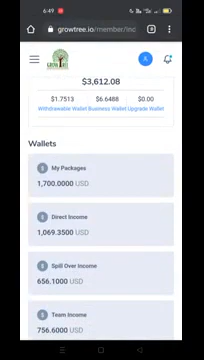 6:49
growtree.io/member/inc
$3,612.08
$1.7513 $6.6488 $0.00
Withdrawable Wallet Business Wallet Upgrade Wallet
Wallets
My Packages
1,700.0000 USD
Direct Income
1,069.3500 USD
Spill Over Income
656.1000 USD
Team Income
756.6000 USD